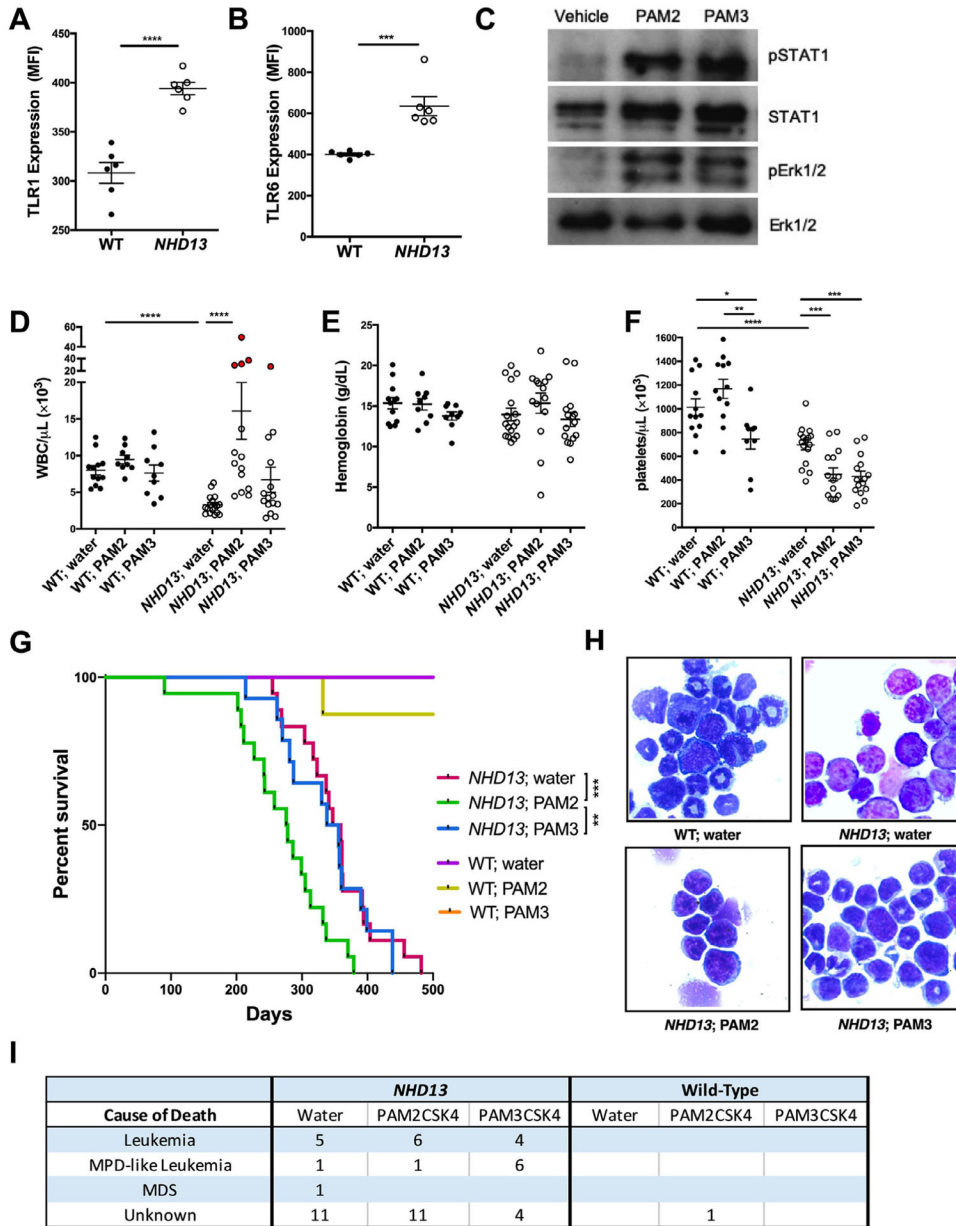 A
****
TLR1 Expression (MFI)
450
400
350
300
250
WT
NHD13
B
***
TLR6 Expression (MFI)
1000
800
600
400
200
0
WT
NHD13
C
Vehicle PAM2 PAM3
pSTAT1
STAT1
pErk1/2
Erk1/2
D
**** ****
WBC/μL (×10³)
60
40
20
20
15
10
5
0
WT; water
WT; PAM2
WT; PAM3
NHD13; water
NHD13; PAM2
NHD13; PAM3
E
Hemoglobin (g/dL)
25
20
15
10
5
0
WT; water
WT; PAM2
WT; PAM3
NHD13; water
NHD13; PAM2
NHD13; PAM3
F
* ***
** ***
****
platelets/μL (×10³)
1600
1400
1200
1000
800
600
400
200
0
WT; water
WT; PAM2
WT; PAM3
NHD13; water
NHD13; PAM2
NHD13; PAM3
G
Percent survival
100
50
0
0 100 200 300 400 500
Days
NHD13; water
***
NHD13; PAM2
**
NHD13; PAM3
WT; water
WT; PAM2
WT; PAM3
H
WT; water
NHD13; water
NHD13; PAM2
NHD13; PAM3
I
NHD13 Wild-Type
Cause of Death Water PAM2CSK4 PAM3CSK4 Water PAM2CSK4 PAM3CSK4
Leukemia 5 6 4
MPD-like Leukemia 1 1 6
MDS 1
Unknown 11 11 4 1